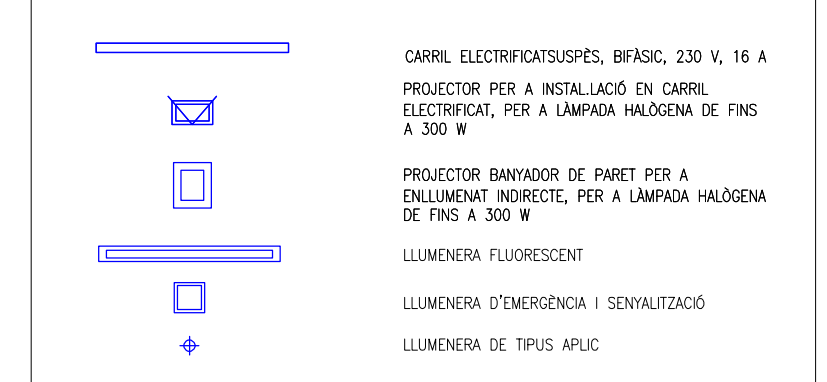 CARRIL ELECTRIFICATSUSPÈS, BIFÀSIC, 230 V, 16 A
PROJECTOR PER A INSTAL.LACIÓ EN CARRIL
ELECTRIFICAT, PER A LÀMPADA HALÒGENA DE FINS
A 300 W
PROJECTOR BANYADOR DE PARET PER A
ENLLUMENAT INDIRECTE, PER A LÀMPADA HALÒGENA
DE FINS A 300 W
LLUMENERA FLUORESCENT
LLUMENERA D'EMERGÈNCIA I SENYALITZACIÓ
LLUMENERA DE TIPUS APLIC